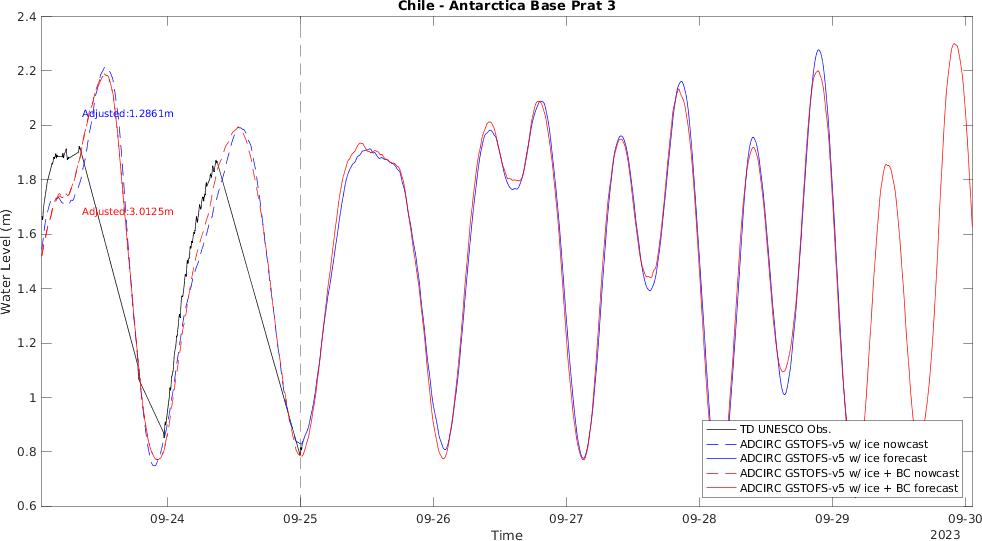 Chile - Antarctica Base Prat 3
2.4
2.2
2
1.8
1.6
1.4
1.2
1
0.8
0.6
Water Level (m)
Adjusted:1.2861m
Adjusted:3.0125m
TD UNESCO Obs.
ADCIRC GSTOFS-v5 w/ ice nowcast
ADCIRC GSTOFS-v5 w/ ice forecast
ADCIRC GSTOFS-v5 w/ ice + BC nowcast
ADCIRC GSTOFS-v5 w/ ice + BC forecast
09-24
09-25
09-26
09-27
09-28
09-29
09-30
Time
2023